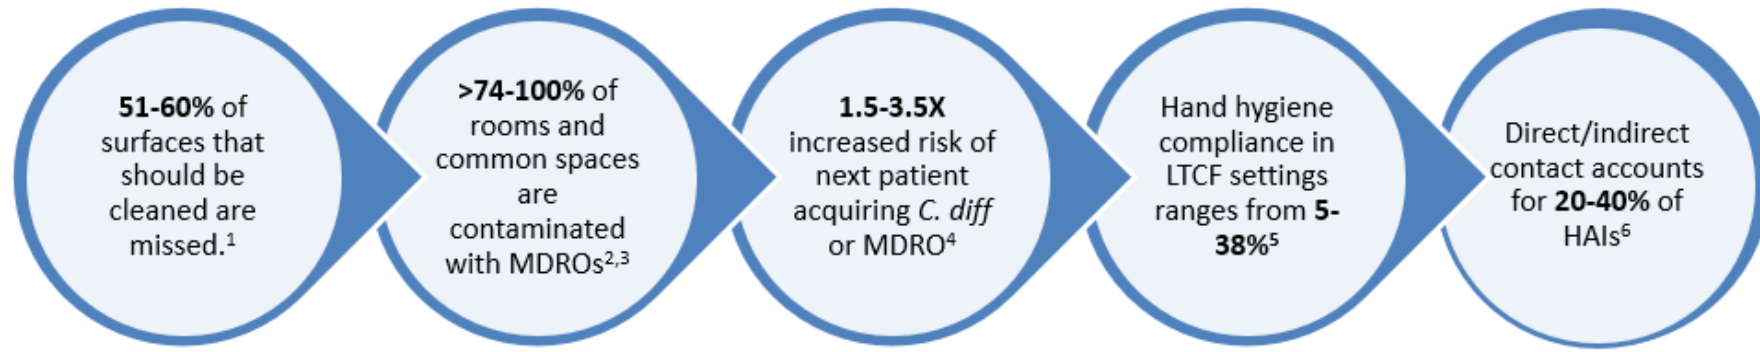 51-60% of
surfaces that
should be
cleaned are
missed.¹
>74-100% of
rooms and
common spaces
are
contaminated
with MDROs²,³
1.5-3.5X
increased risk of
next patient
acquiring C. diff
or MDRO⁴
Hand hygiene
compliance in
LTCF settings
ranges from 5-
38%⁵
Direct/indirect
contact accounts
for 20-40% of
HAIs⁶